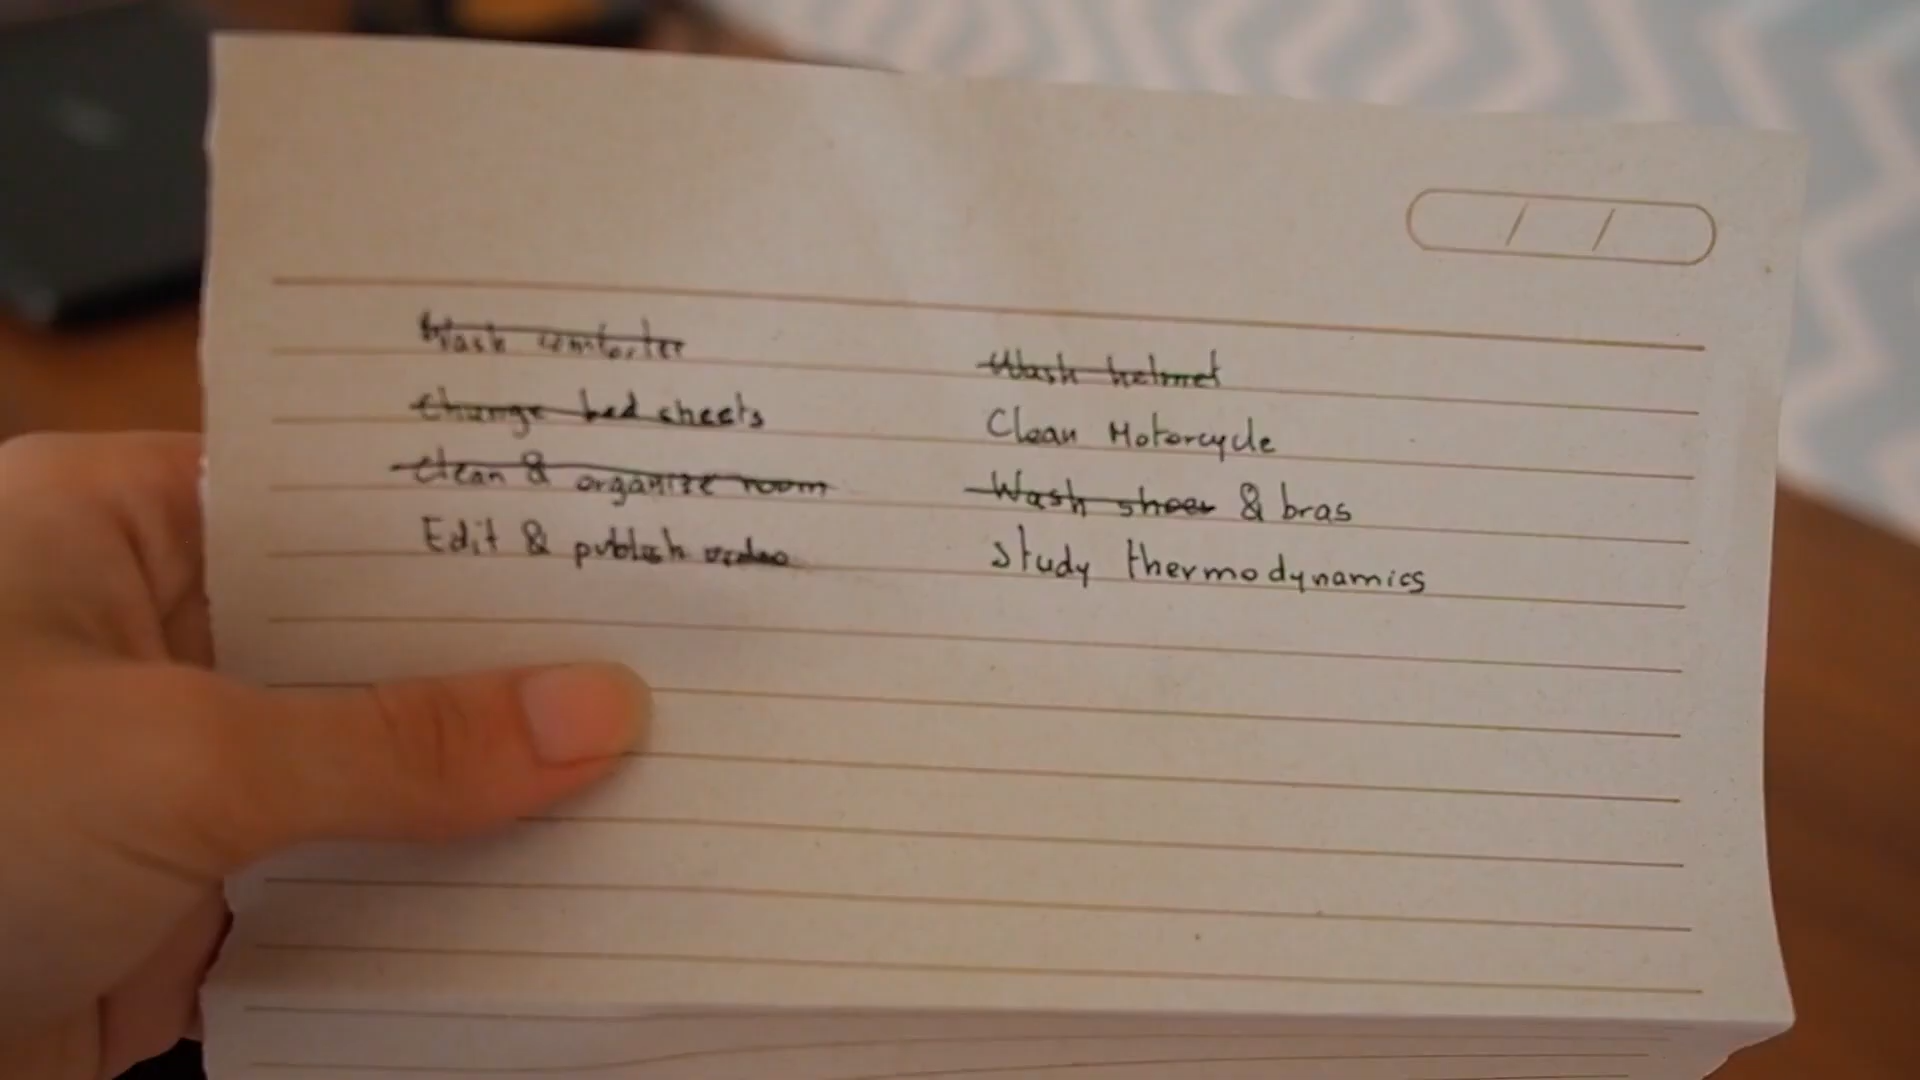 Wash comforter
Change bed sheets
Clean & organize room
Edit & publish video
Wash helmet
Clean Motorcycle
Wash shoes & bras
Study thermodynamics
/ /